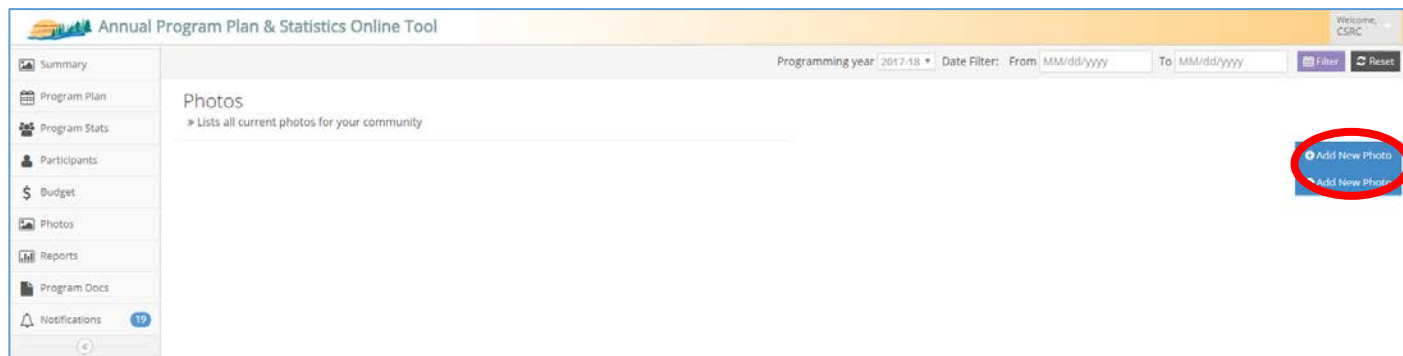 Annual Program Plan & Statistics Online Tool
Welcome,
CSRC
Programming year 2017-18 Date Filter: From MM/dd/yyyy To MM/dd/yyyy Filter Reset
Summary
Program Plan
Program Stats
Participants
$ Budget
Photos
Reports
Program Docs
Notifications 19
Photos
» Lists all current photos for your community
Add New Photo
Add New Photo